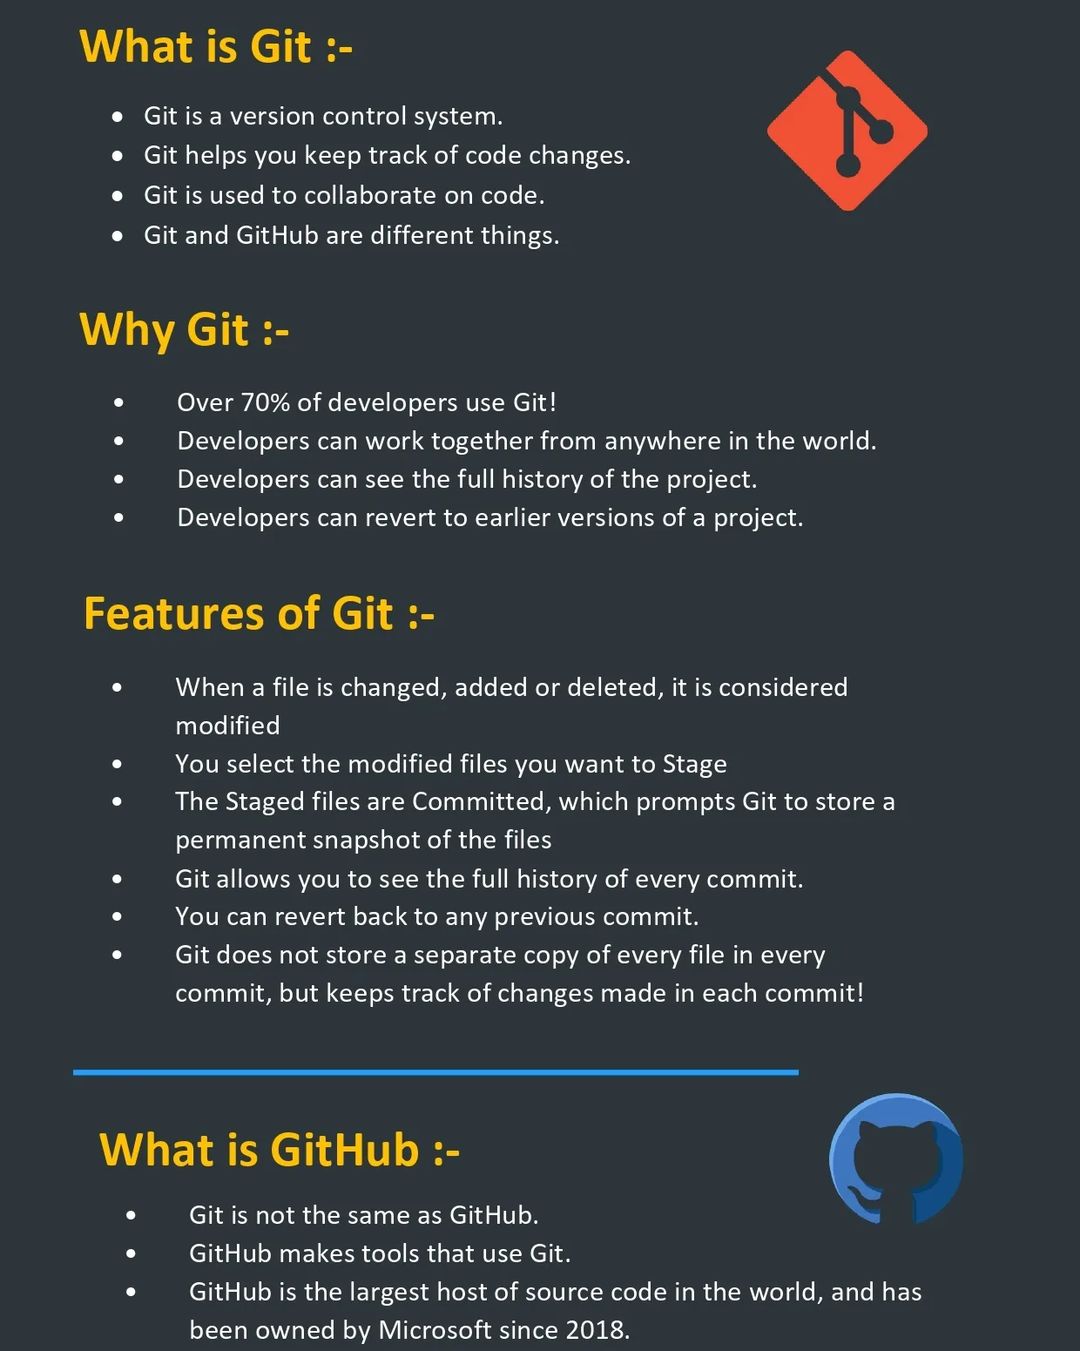 What is Git :-
• Git is a version control system.
• Git helps you keep track of code changes.
• Git is used to collaborate on code.
• Git and GitHub are different things.
Why Git :-
• Over 70% of developers use Git!
• Developers can work together from anywhere in the world.
• Developers can see the full history of the project.
• Developers can revert to earlier versions of a project.
Features of Git :-
• When a file is changed, added or deleted, it is considered
modified
• You select the modified files you want to Stage
• The Staged files are Committed, which prompts Git to store a
permanent snapshot of the files
• Git allows you to see the full history of every commit.
• You can revert back to any previous commit.
• Git does not store a separate copy of every file in every
commit, but keeps track of changes made in each commit!
What is GitHub :-
• Git is not the same as GitHub.
• GitHub makes tools that use Git.
• GitHub is the largest host of source code in the world, and has
been owned by Microsoft since 2018.